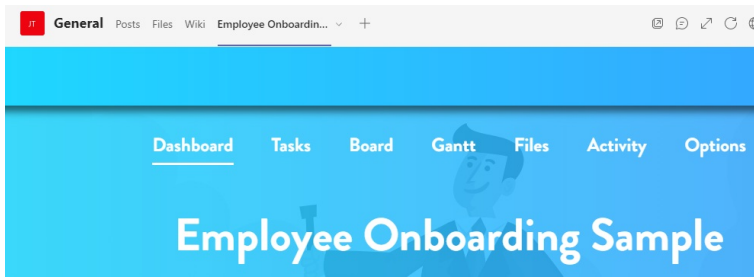 JT General Posts Files Wiki Employee Onboardin...
Dashboard Tasks Board Gantt Files Activity Options
Employee Onboarding Sample